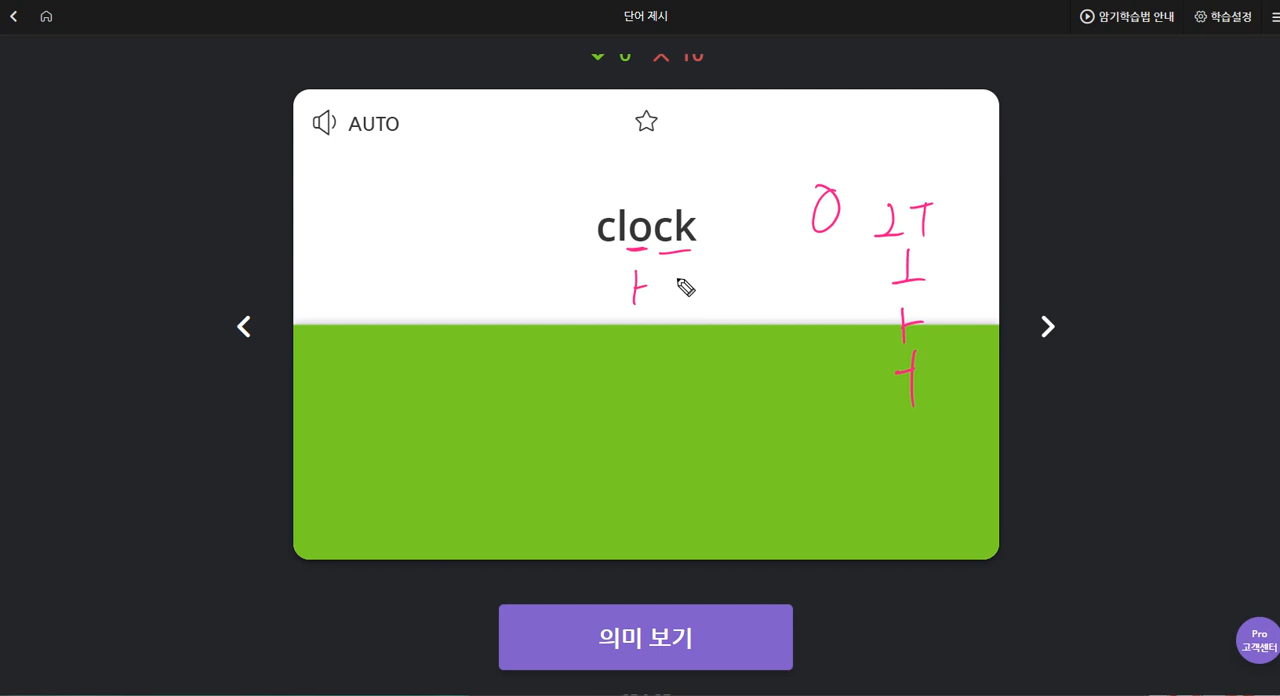 단어 제시
암기학습법 안내
학습설정
AUTO
clock
ㅏ
O 2T
ㅗ
ㅏ
ㅓ
의미 보기
Pro
고객센터